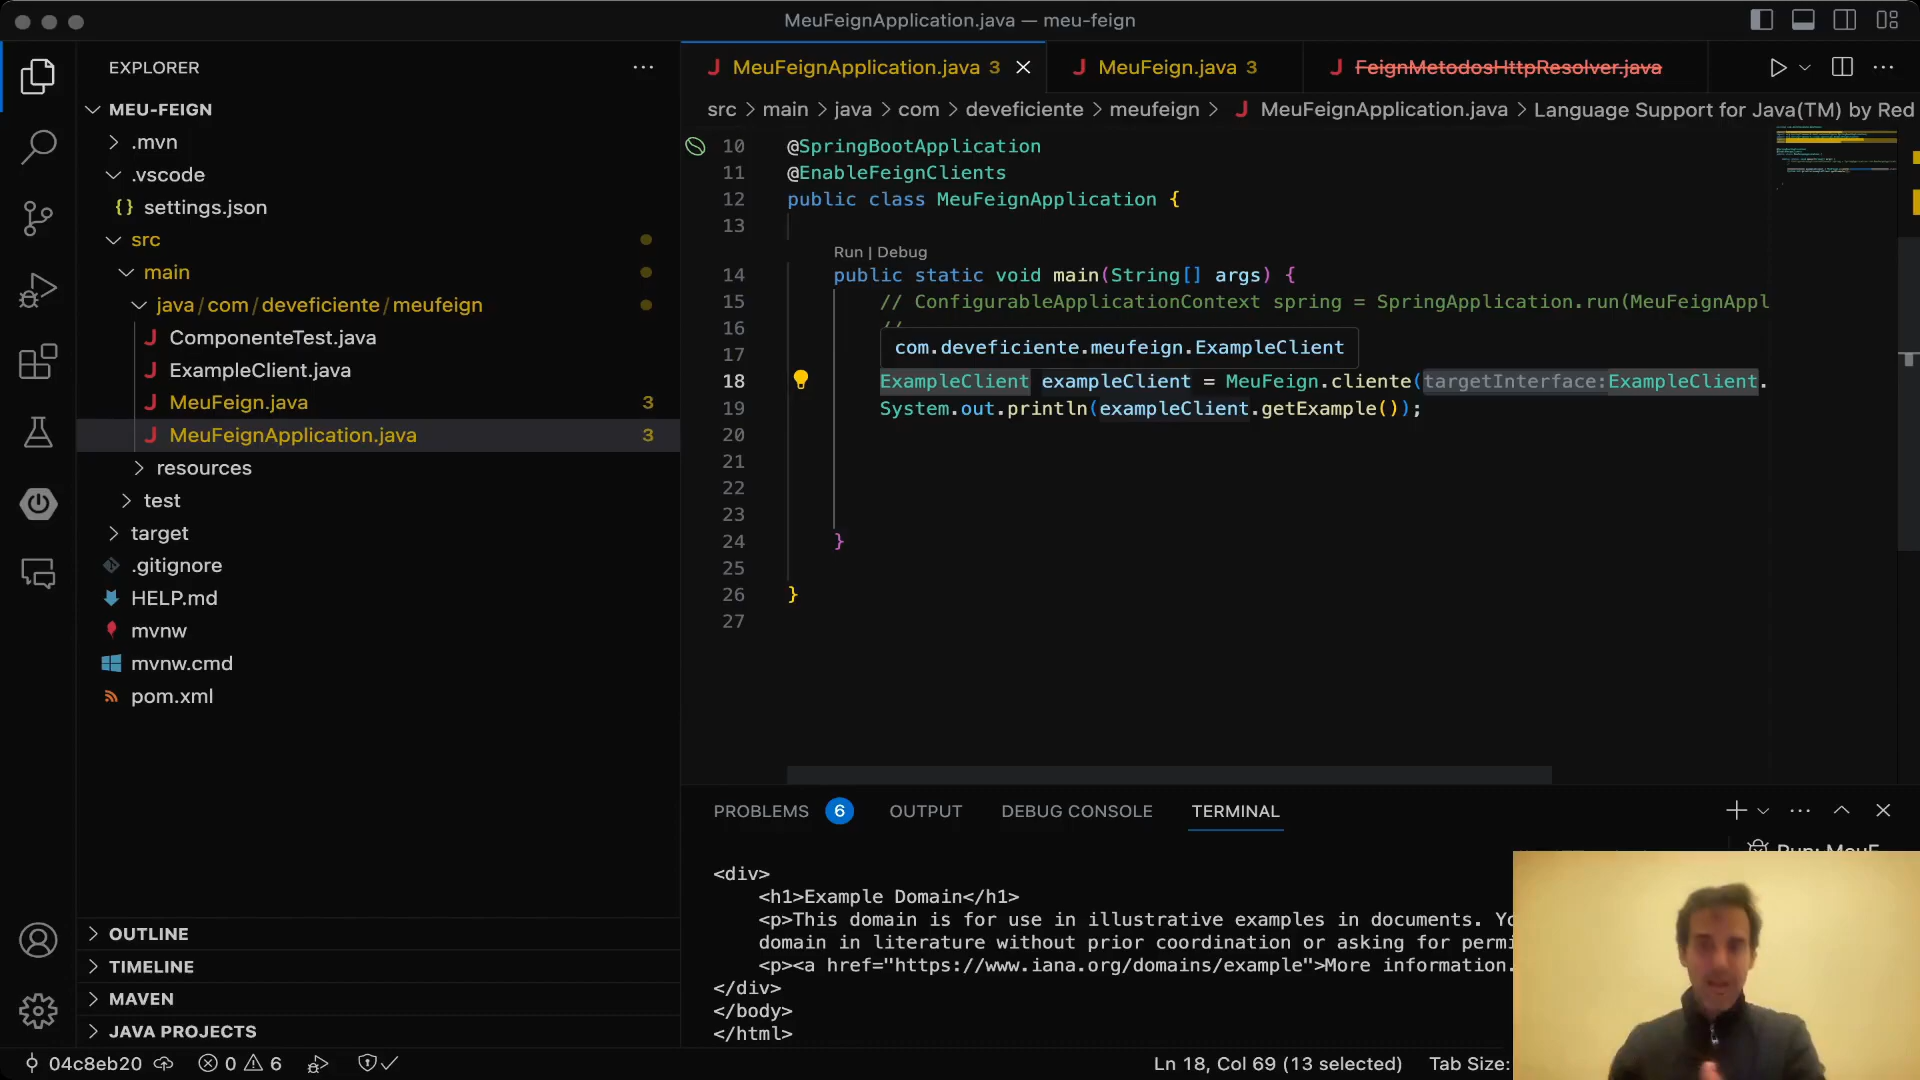 MeuFeignApplication.java — meu-feign
EXPLORER
MEU-FEIGN
.mvn
.vscode
{} settings.json
src
main
java / com / deveficiente / meufeign
J ComponenteTest.java
J ExampleClient.java
J MeuFeign.java 3
J MeuFeignApplication.java 3
resources
test
target
.gitignore
HELP.md
mvnw
mvnw.cmd
pom.xml
OUTLINE
TIMELINE
MAVEN
JAVA PROJECTS
J MeuFeignApplication.java 3
J MeuFeign.java 3
J FeignMetodosHttpResolver.java
src > main > java > com > deveficiente > meufeign > J MeuFeignApplication.java > Language Support for Java(TM) by Red
10 @SpringBootApplication
11 @EnableFeignClients
12 public class MeuFeignApplication {
13
Run | Debug
14 public static void main(String[] args) {
15 // ConfigurableApplicationContext spring = SpringApplication.run(MeuFeignAppl
16 //
17 com.deveficiente.meufeign.ExampleClient
18 ExampleClient exampleClient = MeuFeign.cliente(targetInterface:ExampleClient.
19 System.out.println(exampleClient.getExample());
20
21
22
23
24 }
25
26 }
27
PROBLEMS 6 OUTPUT DEBUG CONSOLE TERMINAL
<div>
<h1>Example Domain</h1>
<p>This domain is for use in illustrative examples in documents. Yo
domain in literature without prior coordination or asking for permi
<p><a href="https://www.iana.org/domains/example">More information.
</div>
</body>
</html>
04c8eb20 0 6
Ln 18, Col 69 (13 selected) Tab Size: